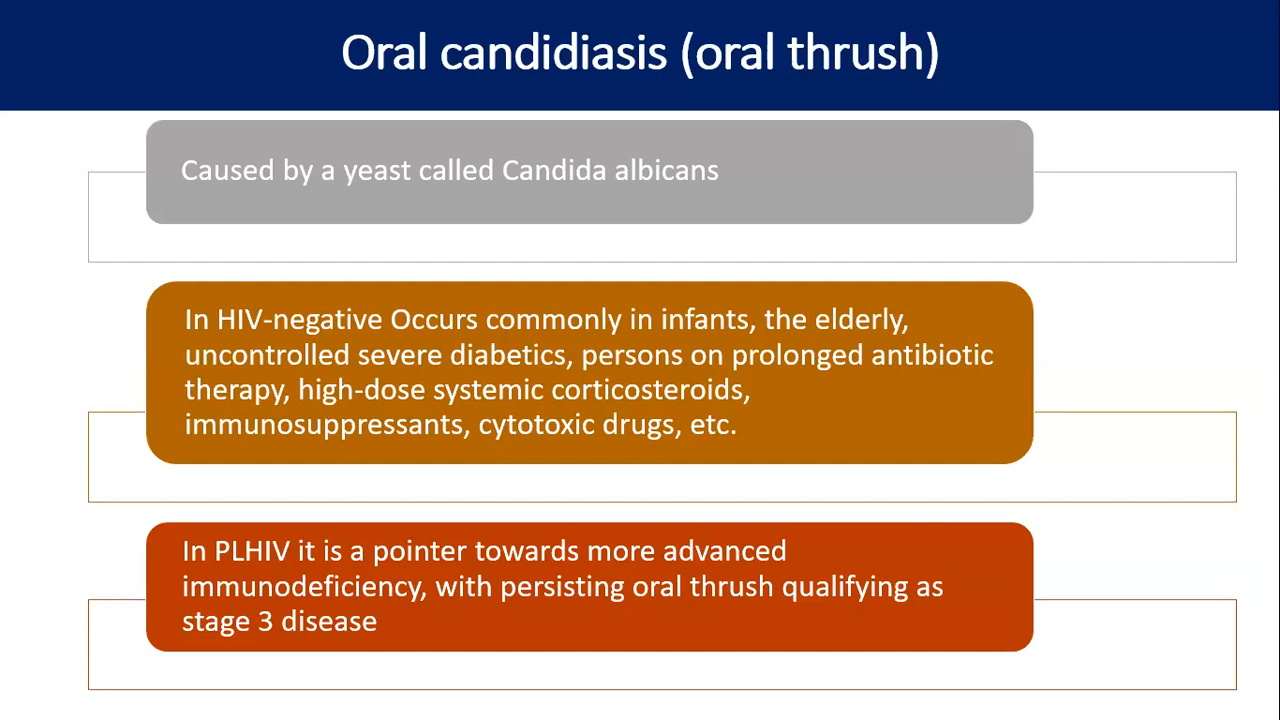 Oral candidiasis (oral thrush)
Caused by a yeast called Candida albicans
In HIV-negative Occurs commonly in infants, the elderly,
uncontrolled severe diabetics, persons on prolonged antibiotic
therapy, high-dose systemic corticosteroids,
immunosuppressants, cytotoxic drugs, etc.
In PLHIV it is a pointer towards more advanced
immunodeficiency, with persisting oral thrush qualifying as
stage 3 disease